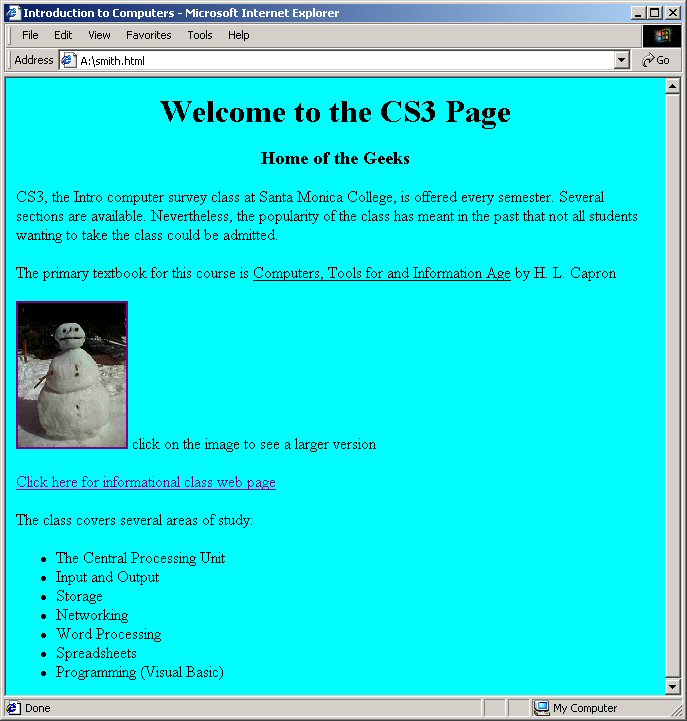 Introduction to Computers - Microsoft Internet Explorer
File Edit View Favorites Tools Help
Address A:\smith.html Go
Welcome to the CS3 Page
Home of the Geeks
CS3, the Intro computer survey class at Santa Monica College, is offered every semester. Several
sections are available. Nevertheless, the popularity of the class has meant in the past that not all students
wanting to take the class could be admitted.
The primary textbook for this course is Computers, Tools for and Information Age by H. L. Capron
click on the image to see a larger version
Click here for informational class web page
The class covers several areas of study:
• The Central Processing Unit
• Input and Output
• Storage
• Networking
• Word Processing
• Spreadsheets
• Programming (Visual Basic)
Done My Computer